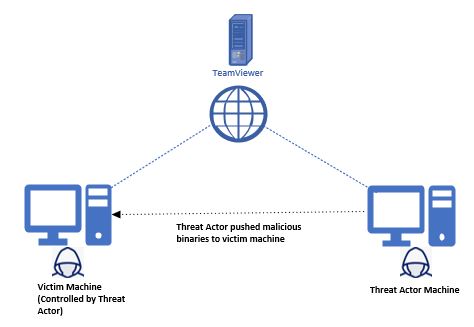 TeamViewer
Threat Actor pushed malicious
binaries to victim machine
Victim Machine
(Controlled by Threat
Actor)
Threat Actor Machine